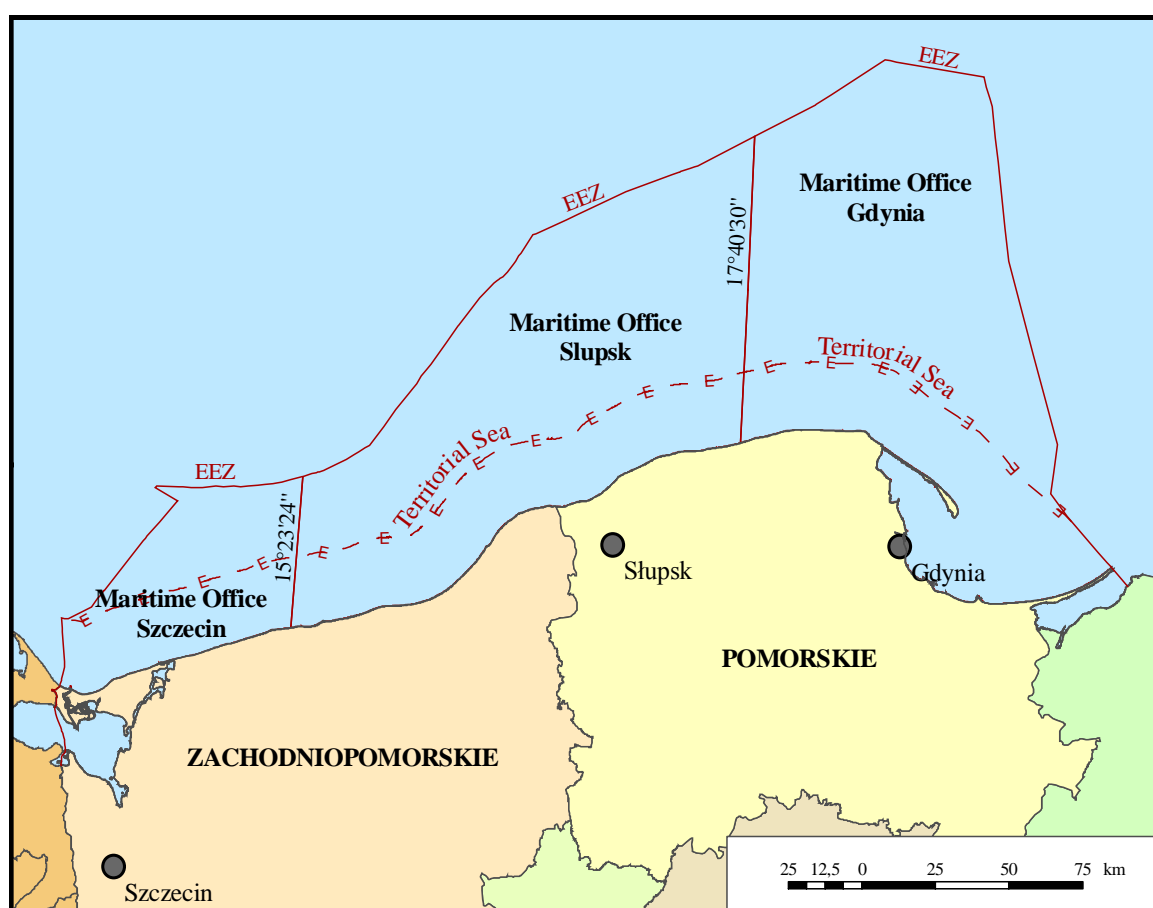 EEZ
Maritime Office
Gdynia
EEZ
17°40'30"
Maritime Office
Slupsk
Territorial Sea
Territorial Sea
EEZ
15°23'24"
Maritime Office
Szczecin
Słupsk
Gdynia
POMORSKIE
ZACHODNIOPOMORSKIE
Szczecin
25 12,5 0 25 50 75 km